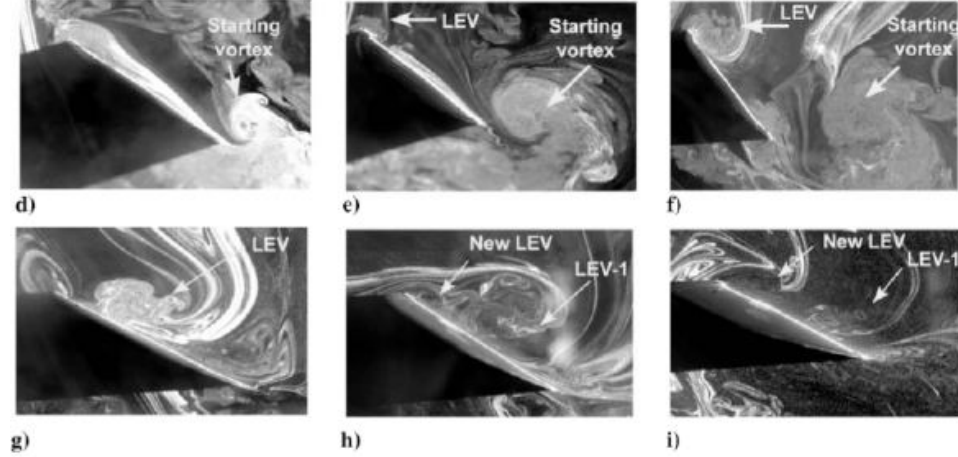 Starting
vortex
LEV
Starting
vortex
LEV
Starting
vortex
d)
e)
f)
LEV
New LEV
LEV-1
New LEV
LEV-1
g)
h)
i)